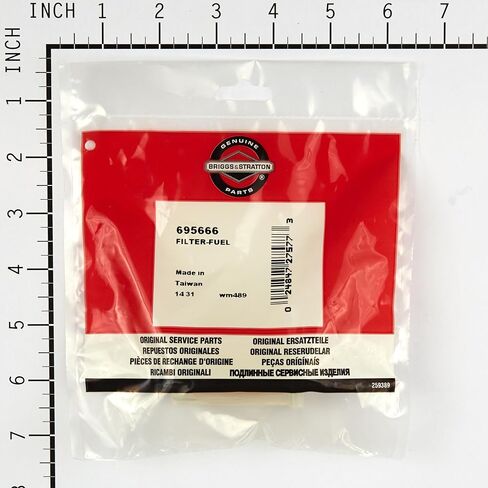 INCH 1 2 3 4 5 6 7
INCH
1
2
3
4
5
6
7
GENUINE
BRIGGS&STRATTON
®
PARTS
695666
FILTER-FUEL
Made in
Taiwan
1431 wm489
0 24847 27577 3
ORIGINAL SERVICE PARTS
REPUESTOS ORIGINALES
PIÈCES DE RECHANGE D'ORIGINE
RICAMBI ORIGINALI
ORIGINAL ERSATZTEILE
ORIGINAL RESERUDELAR
PEÇAS ORIGÍNAIS
ПОДЛИННЫЕ СЕРВИСНЫЕ ИЗДЕЛИЯ
259389